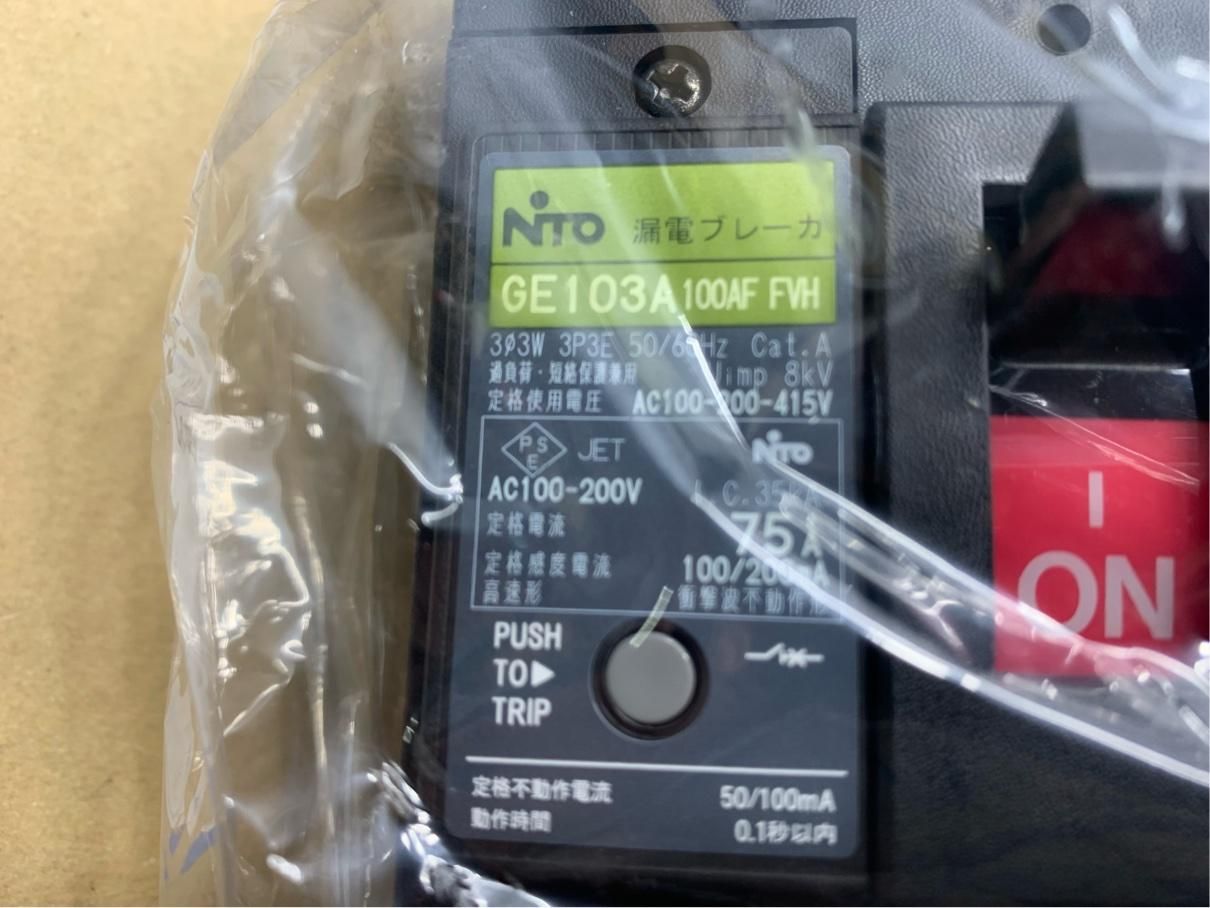 NITO 漏電ブレーカ
GE103A 100AF FVH
3φ3W 3P3E 50/60Hz Cat.A
過負荷・短絡保護兼用 Uimp 8kV
定格使用電圧 AC100-200-415V
PSE JET NITO
AC100-200V I.C.35kA
定格電流 75A
定格感度電流 100/200mA
高速形 衝撃波不動作形
PUSH
TO▶
TRIP
定格不動作電流 50/100mA
動作時間 0.1秒以内
I
ON